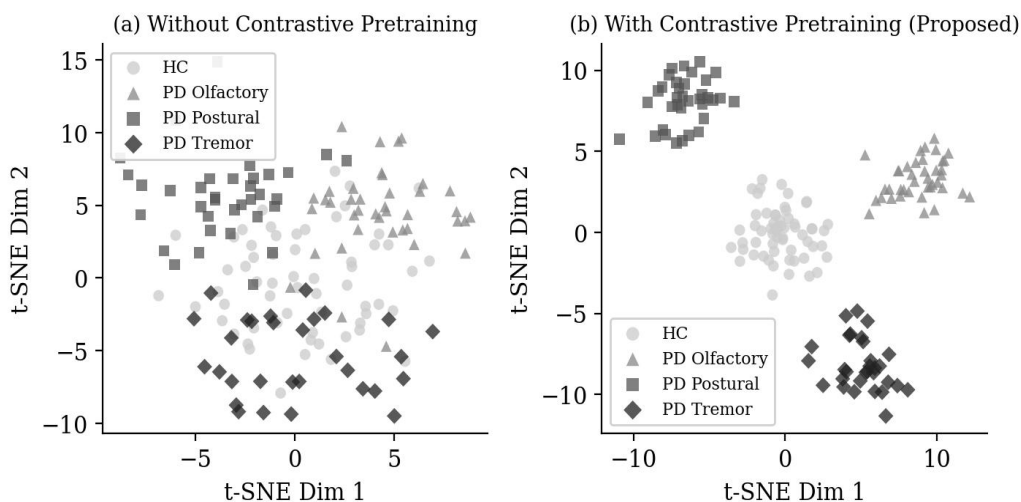 (a) Without Contrastive Pretraining
15
10
5
0
−5
−10
t-SNE Dim 2
HC
PD Olfactory
PD Postural
PD Tremor
−5
0
5
t-SNE Dim 1
(b) With Contrastive Pretraining (Proposed)
10
5
0
−5
−10
t-SNE Dim 2
HC
PD Olfactory
PD Postural
PD Tremor
−10
0
10
t-SNE Dim 1